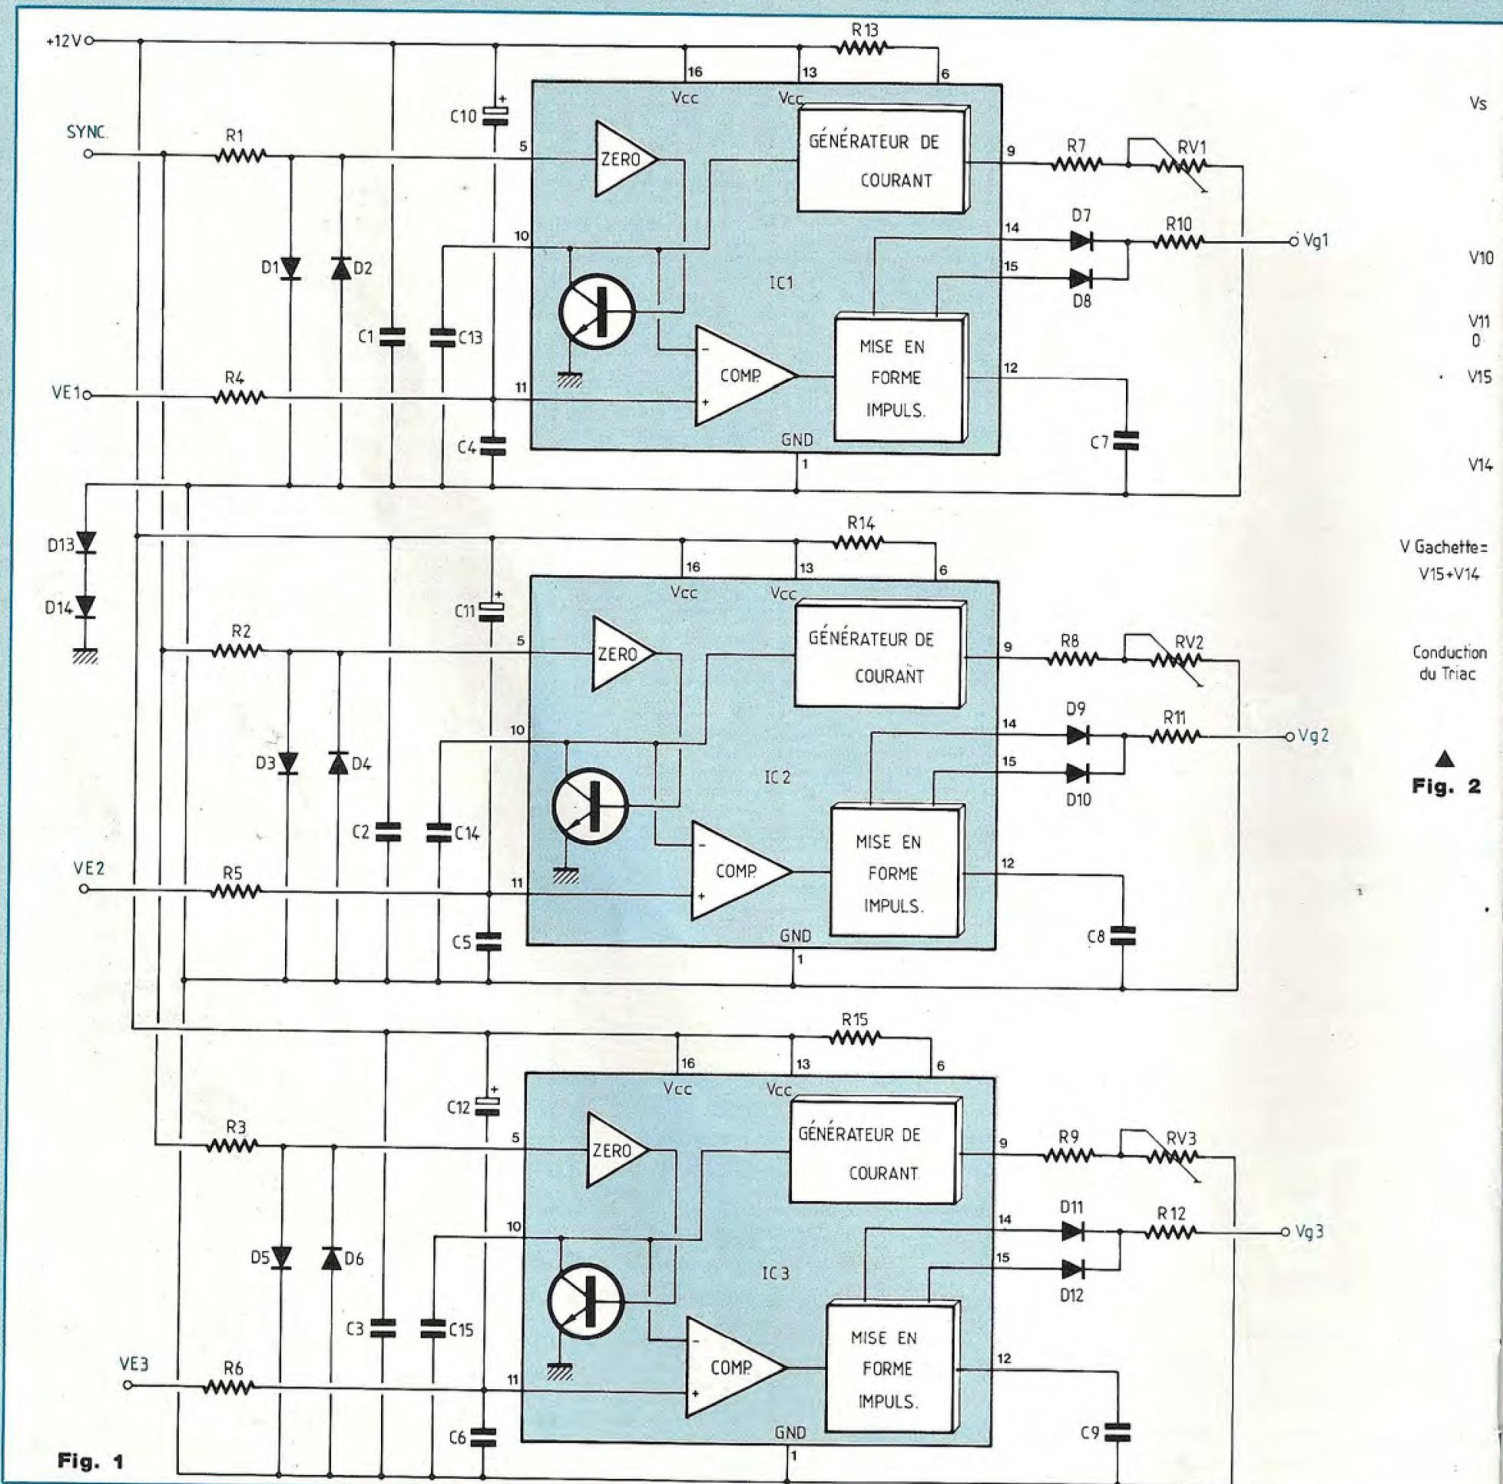 +12V
R13
16
13
6
Vcc
Vcc
C10
+
SYNC.
R1
5
ZERO
GÉNÉRATEUR DE
COURANT
9
R7
RV1
10
14
D7
R10
Vg1
15
D8
D1
D2
IC1
C1
C13
COMP.
-
+
MISE EN
FORME
IMPULS.
12
VE1
R4
11
C4
GND
1
C7
D13
D14
R14
16
13
6
Vcc
Vcc
C11
+
R2
5
ZERO
GÉNÉRATEUR DE
COURANT
9
R8
RV2
10
14
D9
R11
Vg2
15
D10
D3
D4
IC2
C2
C14
COMP.
-
+
MISE EN
FORME
IMPULS.
12
VE2
R5
11
C5
GND
1
C8
R15
16
13
6
Vcc
Vcc
C12
+
R3
5
ZERO
GÉNÉRATEUR DE
COURANT
9
R9
RV3
10
14
D11
R12
Vg3
15
D12
D5
D6
IC3
C3
C15
COMP.
-
+
MISE EN
FORME
IMPULS.
12
VE3
R6
11
C6
GND
1
C9
Fig. 1
Vs
V10
V11
0
V15
V14
V Gachette=
V15+V14
Conduction
du Triac
Fig. 2